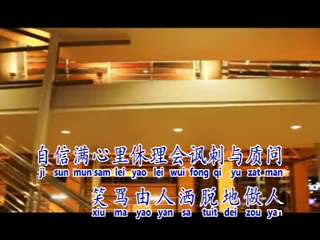 自信满心里休理会讽刺与质问
ji sun mun sam lei yao lei wui fong qi yu zat man
笑骂由人洒脱地做人
xiu ma yao yan sa tuit dei zou yan